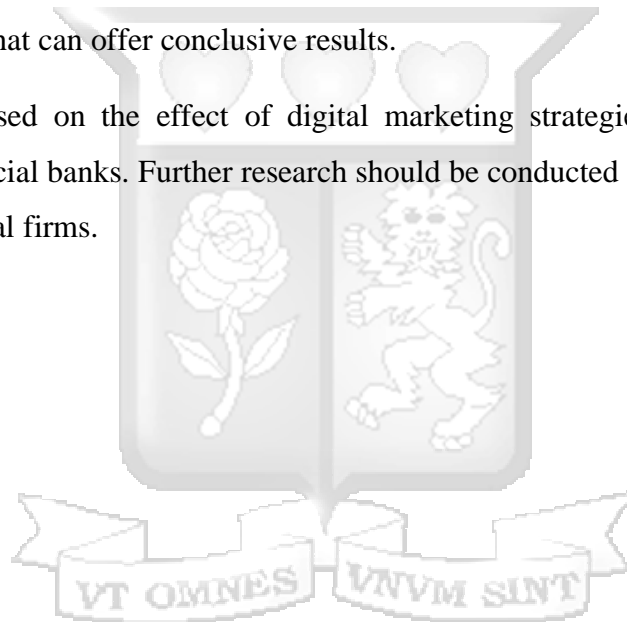 hat can offer conclusive results.
sed on the effect of digital marketing strategie
cial banks. Further research should be conducted
al firms.
VT OMNES VNVM SINT